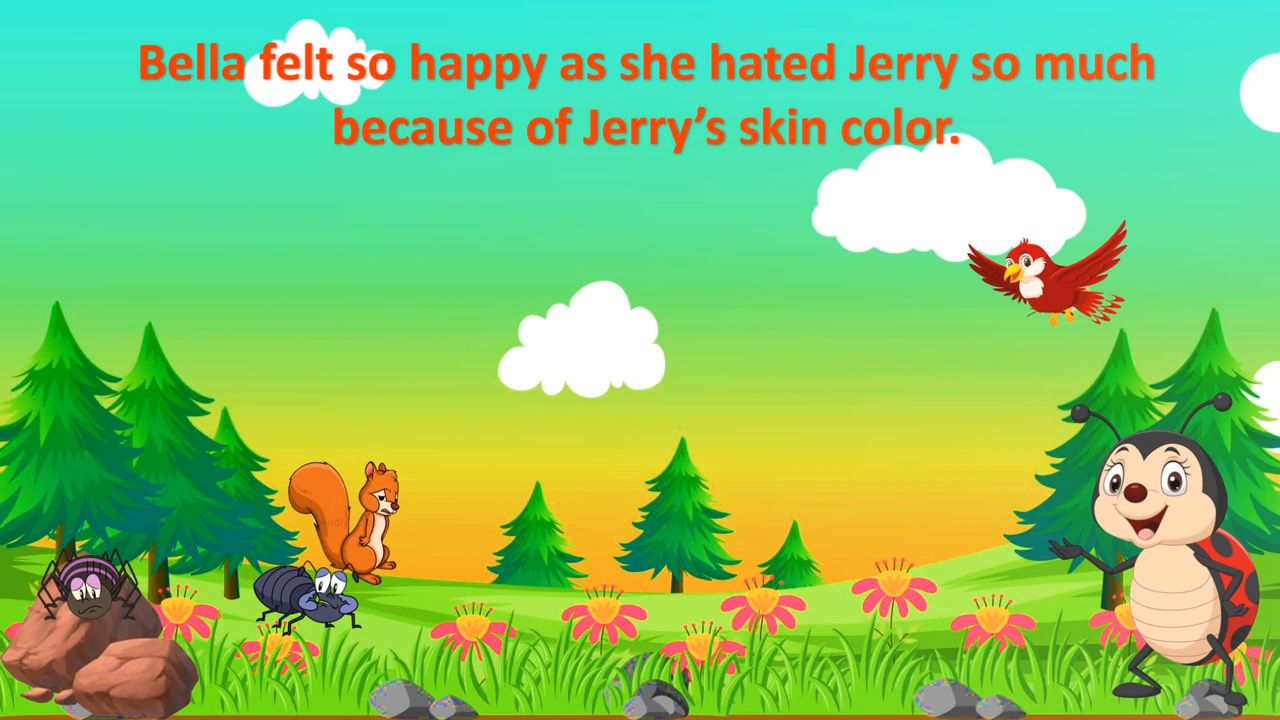 Bella felt so happy as she hated Jerry so much
because of Jerry’s skin color.